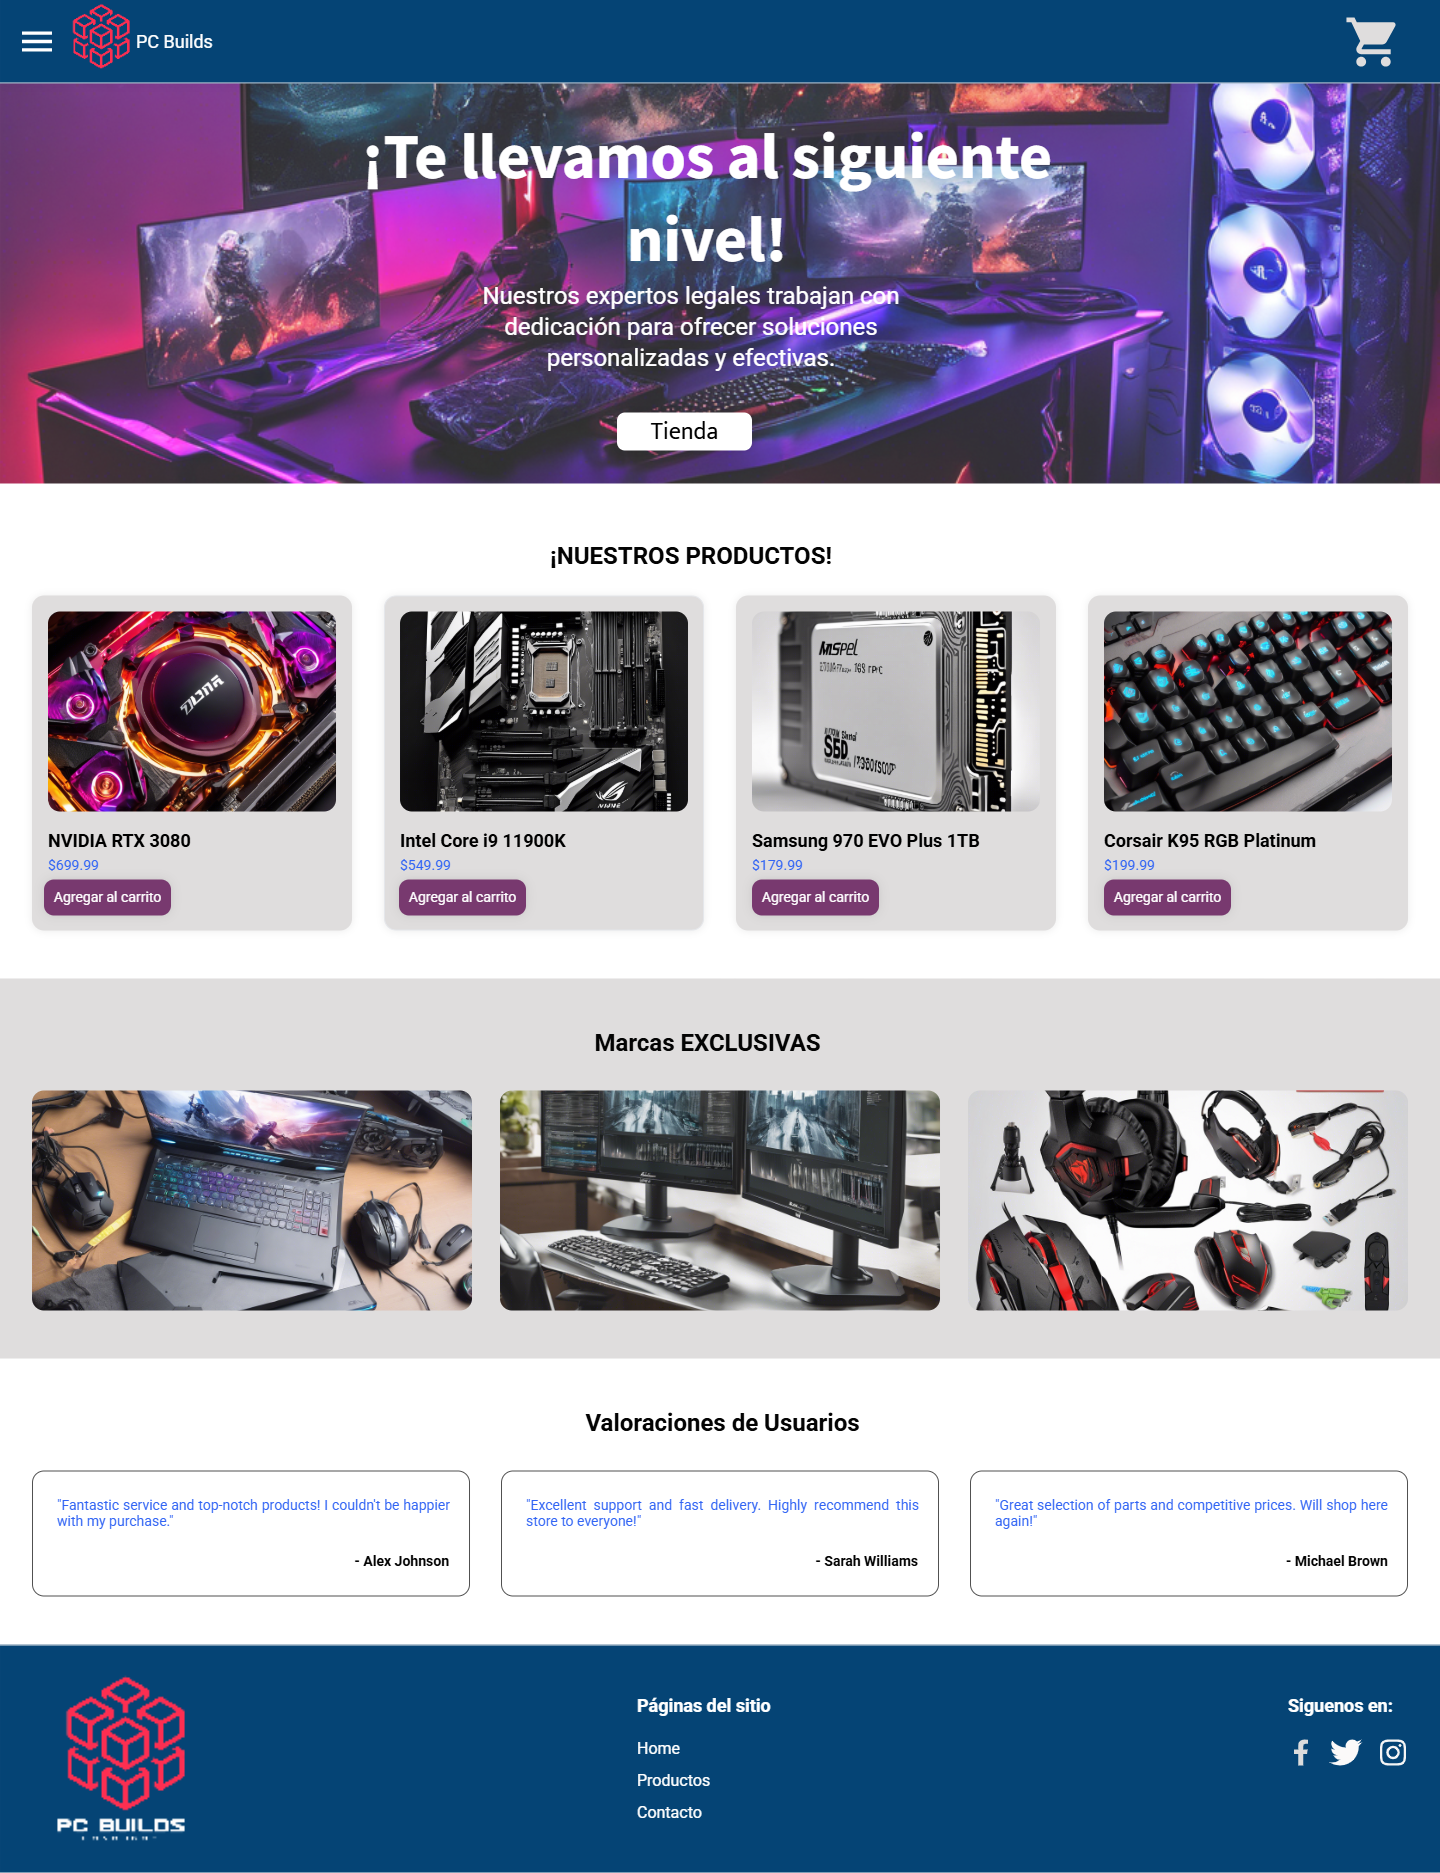 PC Builds
¡Te llevamos al siguiente
nivel!
Nuestros expertos legales trabajan con
dedicación para ofrecer soluciones
personalizadas y efectivas.
Tienda
¡NUESTROS PRODUCTOS!
MISPEL
SSD
NVIDIA RTX 3080
$699.99
Agregar al carrito
Intel Core i9 11900K
$549.99
Agregar al carrito
Samsung 970 EVO Plus 1TB
$179.99
Agregar al carrito
Corsair K95 RGB Platinum
$199.99
Agregar al carrito
Marcas EXCLUSIVAS
Valoraciones de Usuarios
"Fantastic service and top-notch products! I couldn't be happier
with my purchase."
- Alex Johnson
"Excellent support and fast delivery. Highly recommend this
store to everyone!"
- Sarah Williams
"Great selection of parts and competitive prices. Will shop here
again!"
- Michael Brown
PC BUILDS
Páginas del sitio
Home
Productos
Contacto
Siguenos en: